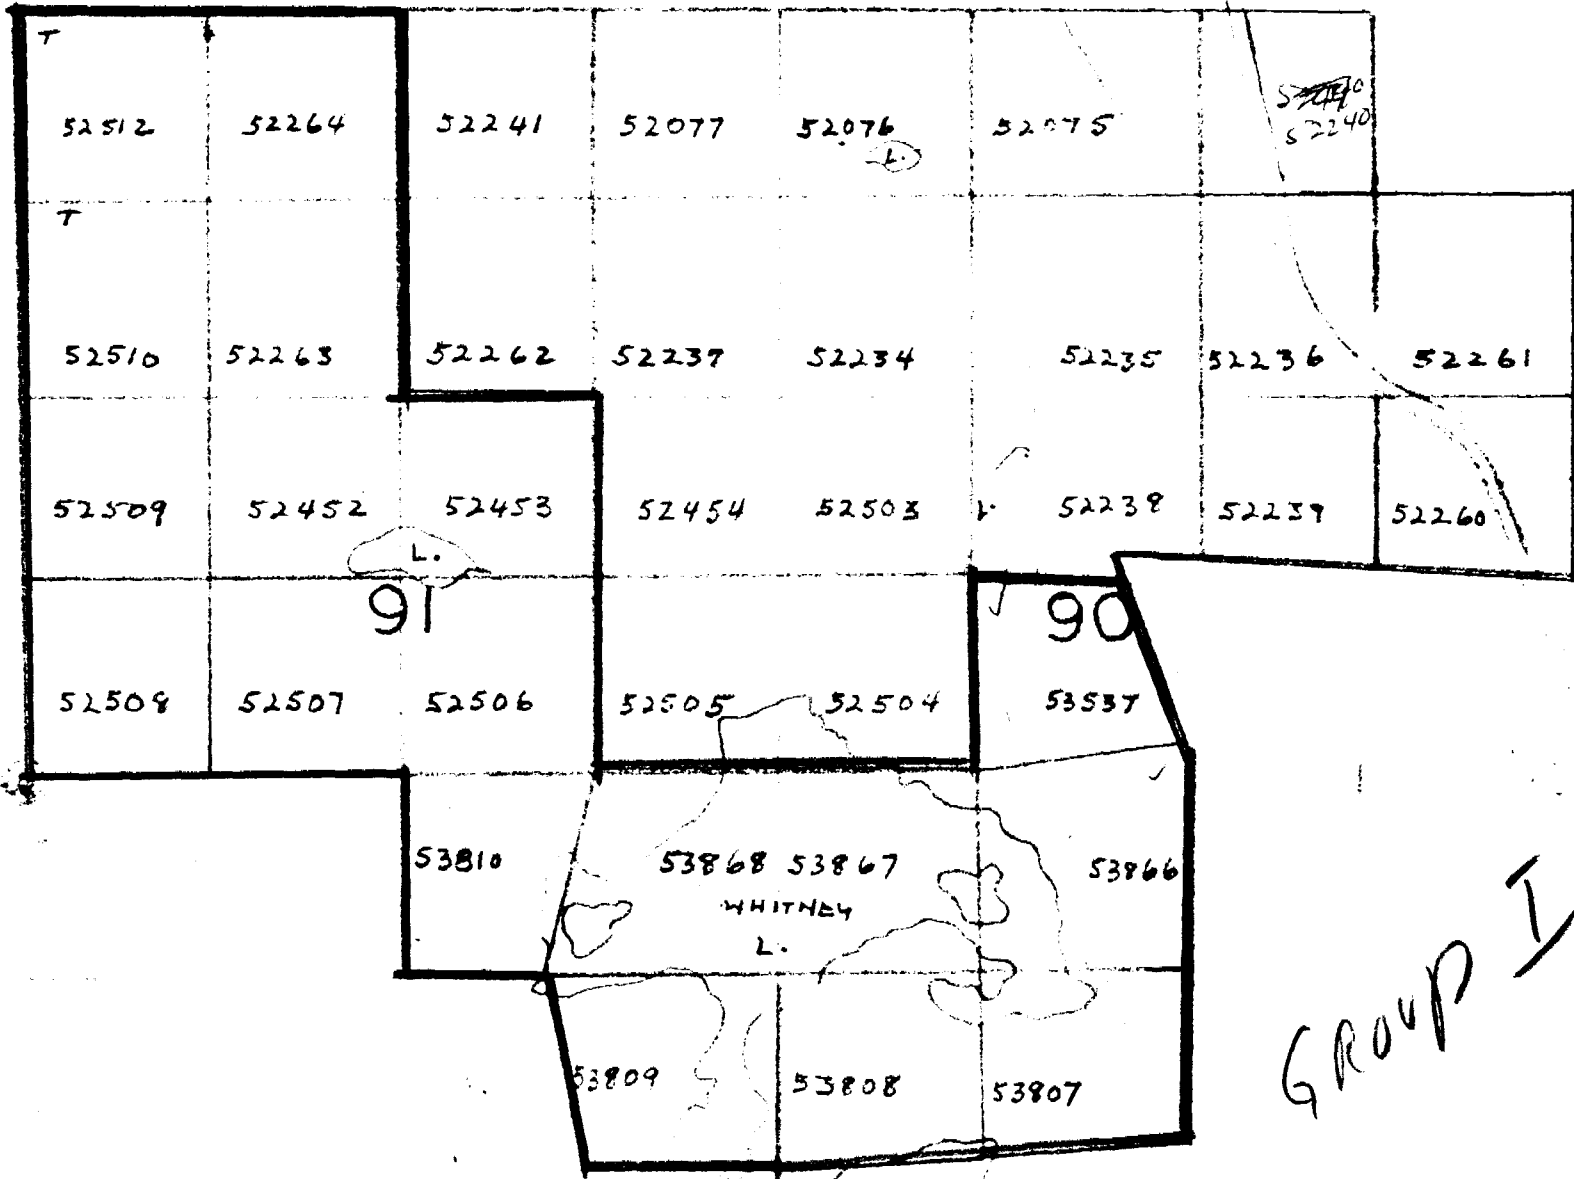 T
52512 52264 52241 52077 52076 52075
L.
52240
T
52510 52263 52262 52237 52234 52235 52236 52261
52509 52452 52453 52454 52503 L. 52238 52239 52260
L.
91
90
52508 52507 52506 52505 52504 53537
53810 53868 53867 53866
WHITNEY
L.
53809 53808 53807
GROUP I